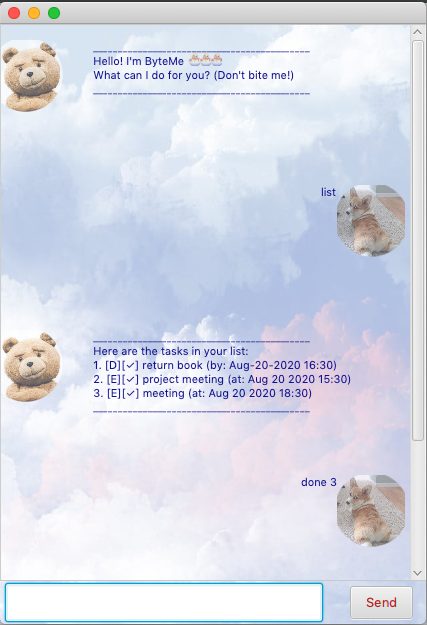 ____________________________________
Hello! I'm ByteMe 🍰🍰🍰
What can I do for you? (Don't bite me!)
____________________________________
list
____________________________________
Here are the tasks in your list:
1. [D][✓] return book (by: Aug-20-2020 16:30)
2. [E][✓] project meeting (at: Aug 20 2020 15:30)
3. [E][✓] meeting (at: Aug 20 2020 18:30)
____________________________________
done 3
Send